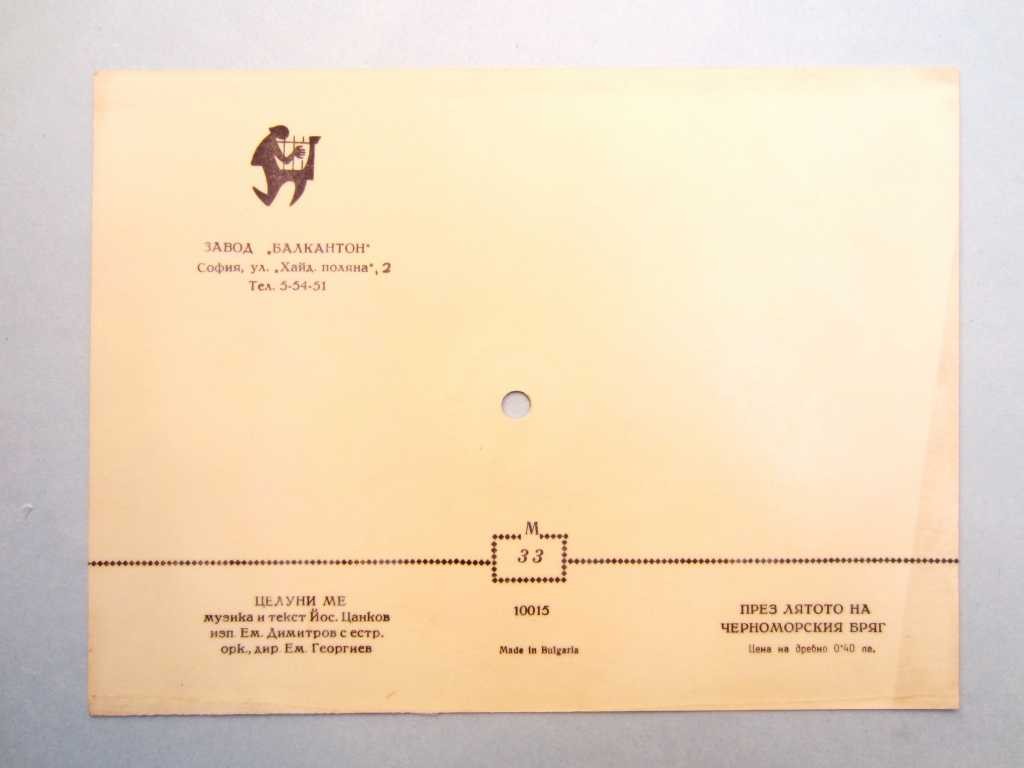 ЗАВОД „БАЛКАНТОН“
София, ул. „Хайд. поляна“, 2
Тел. 5-54-51
М
33
ЦЕЛУНИ МЕ
музика и текст Йос. Цанков
изп. Ем. Димитров с естр.
орк., дир. Ем. Георгиев
10015
Made in Bulgaria
ПРЕЗ ЛЯТОТО НА
ЧЕРНОМОРСКИЯ БРЯГ
Цена на дребно 0·40 лв.